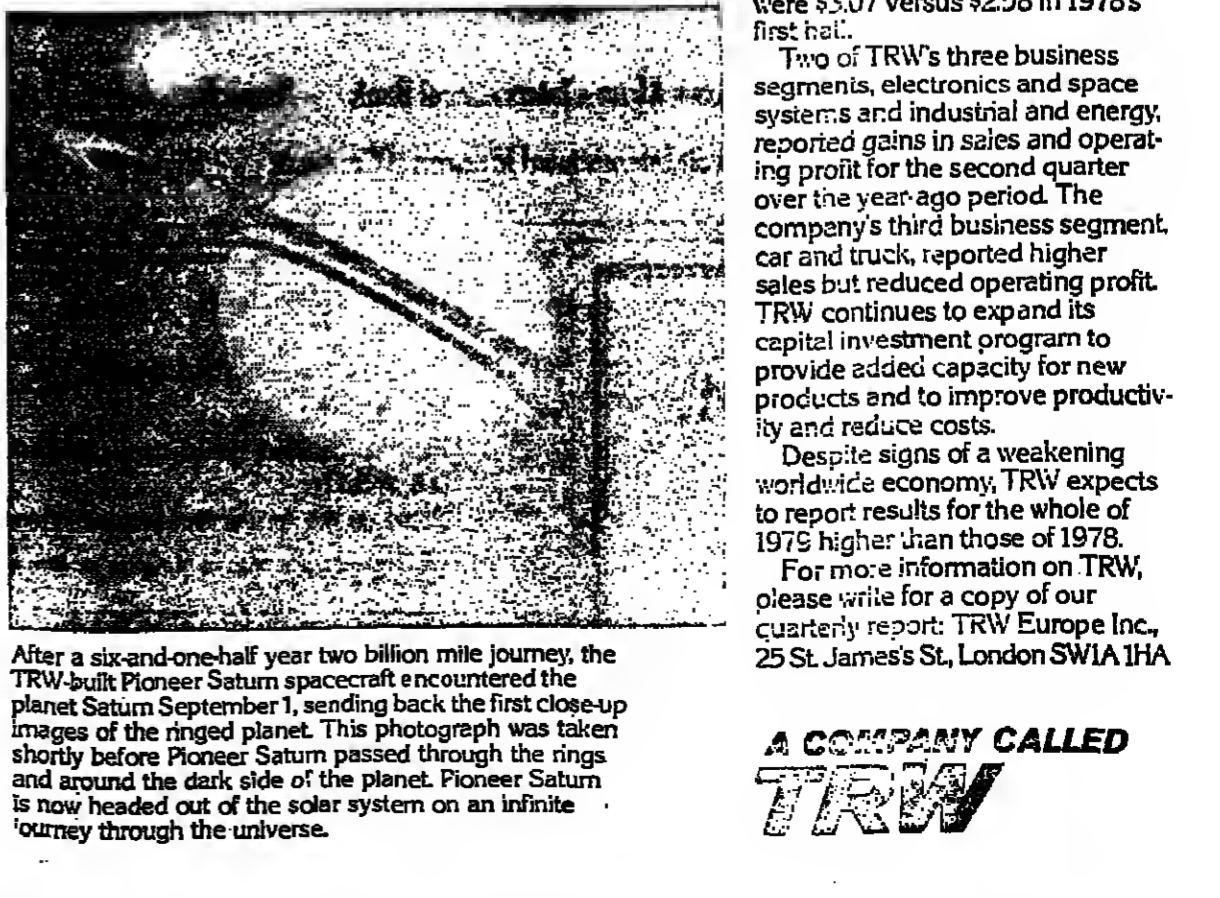 After a six-and-one-half year two billion mile journey, the
TRW-built Pioneer Saturn spacecraft encountered the
planet Saturn September 1, sending back the first close-up
images of the ringed planet. This photograph was taken
shortly before Pioneer Saturn passed through the rings
and around the dark side of the planet. Pioneer Saturn
is now headed out of the solar system on an infinite
journey through the universe.
were $3.07 versus $2.58 in 1978's
first half.
Two of TRW's three business
segments, electronics and space
systems and industrial and energy,
reported gains in sales and operat-
ing profit for the second quarter
over the year-ago period. The
company's third business segment,
car and truck, reported higher
sales but reduced operating profit.
TRW continues to expand its
capital investment program to
provide added capacity for new
products and to improve productiv-
ity and reduce costs.
Despite signs of a weakening
worldwide economy, TRW expects
to report results for the whole of
1979 higher than those of 1978.
For more information on TRW,
please write for a copy of our
quarterly report: TRW Europe Inc.,
25 St. James's St., London SW1A 1HA
A COMPANY CALLED
TRW